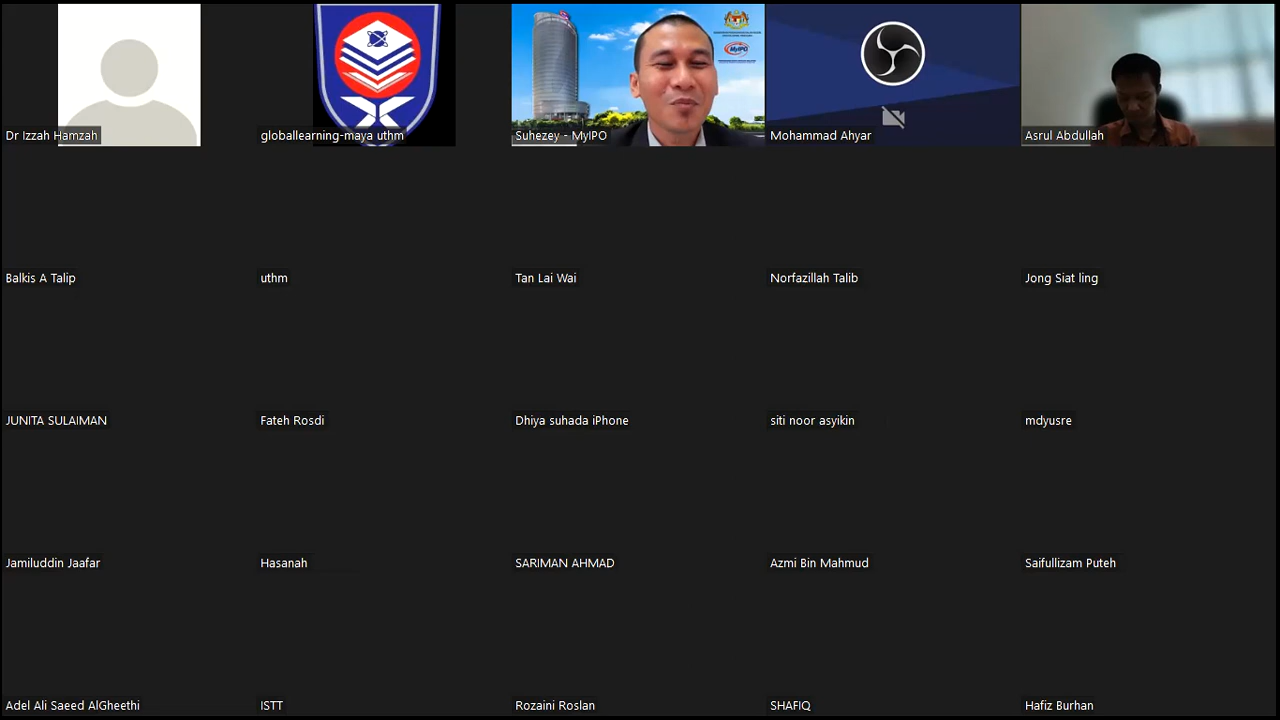 MyIPO
Dr Izzah Hamzah
globallearning-maya uthm
Suhezey - MyIPO
Mohammad Ahyar
Asrul Abdullah
Balkis A Talip
uthm
Tan Lai Wai
Norfazillah Talib
Jong Siat ling
JUNITA SULAIMAN
Fateh Rosdi
Dhiya suhada iPhone
siti noor asyikin
mdyusre
Jamiluddin Jaafar
Hasanah
SARIMAN AHMAD
Azmi Bin Mahmud
Saifullizam Puteh
Adel Ali Saeed AlGheethi
ISTT
Rozaini Roslan
SHAFIQ
Hafiz Burhan